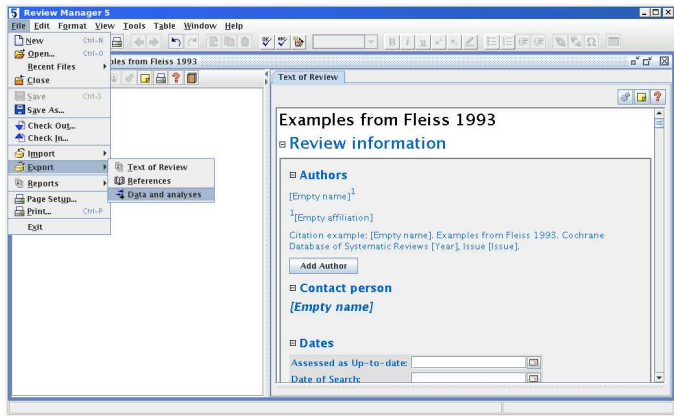 5 Review Manager 5
File Edit Format View Tools Table Window Help
New Ctrl-N
Open... Ctrl-O
Recent Files
Close
Save Ctrl-S
Save As...
Check Out...
Check In...
Import
Export
Reports
Page Setup...
Print... Ctrl-P
Exit
Text of Review
References
Data and analyses
ples from Fleiss 1993
Text of Review
Examples from Fleiss 1993
Review information
Authors
[Empty name]1
1[Empty affiliation]
Citation example: [Empty name]. Examples from Fleiss 1993. Cochrane
Database of Systematic Reviews [Year], Issue [Issue].
Add Author
Contact person
[Empty name]
Dates
Assessed as Up-to-date:
Date of Search: